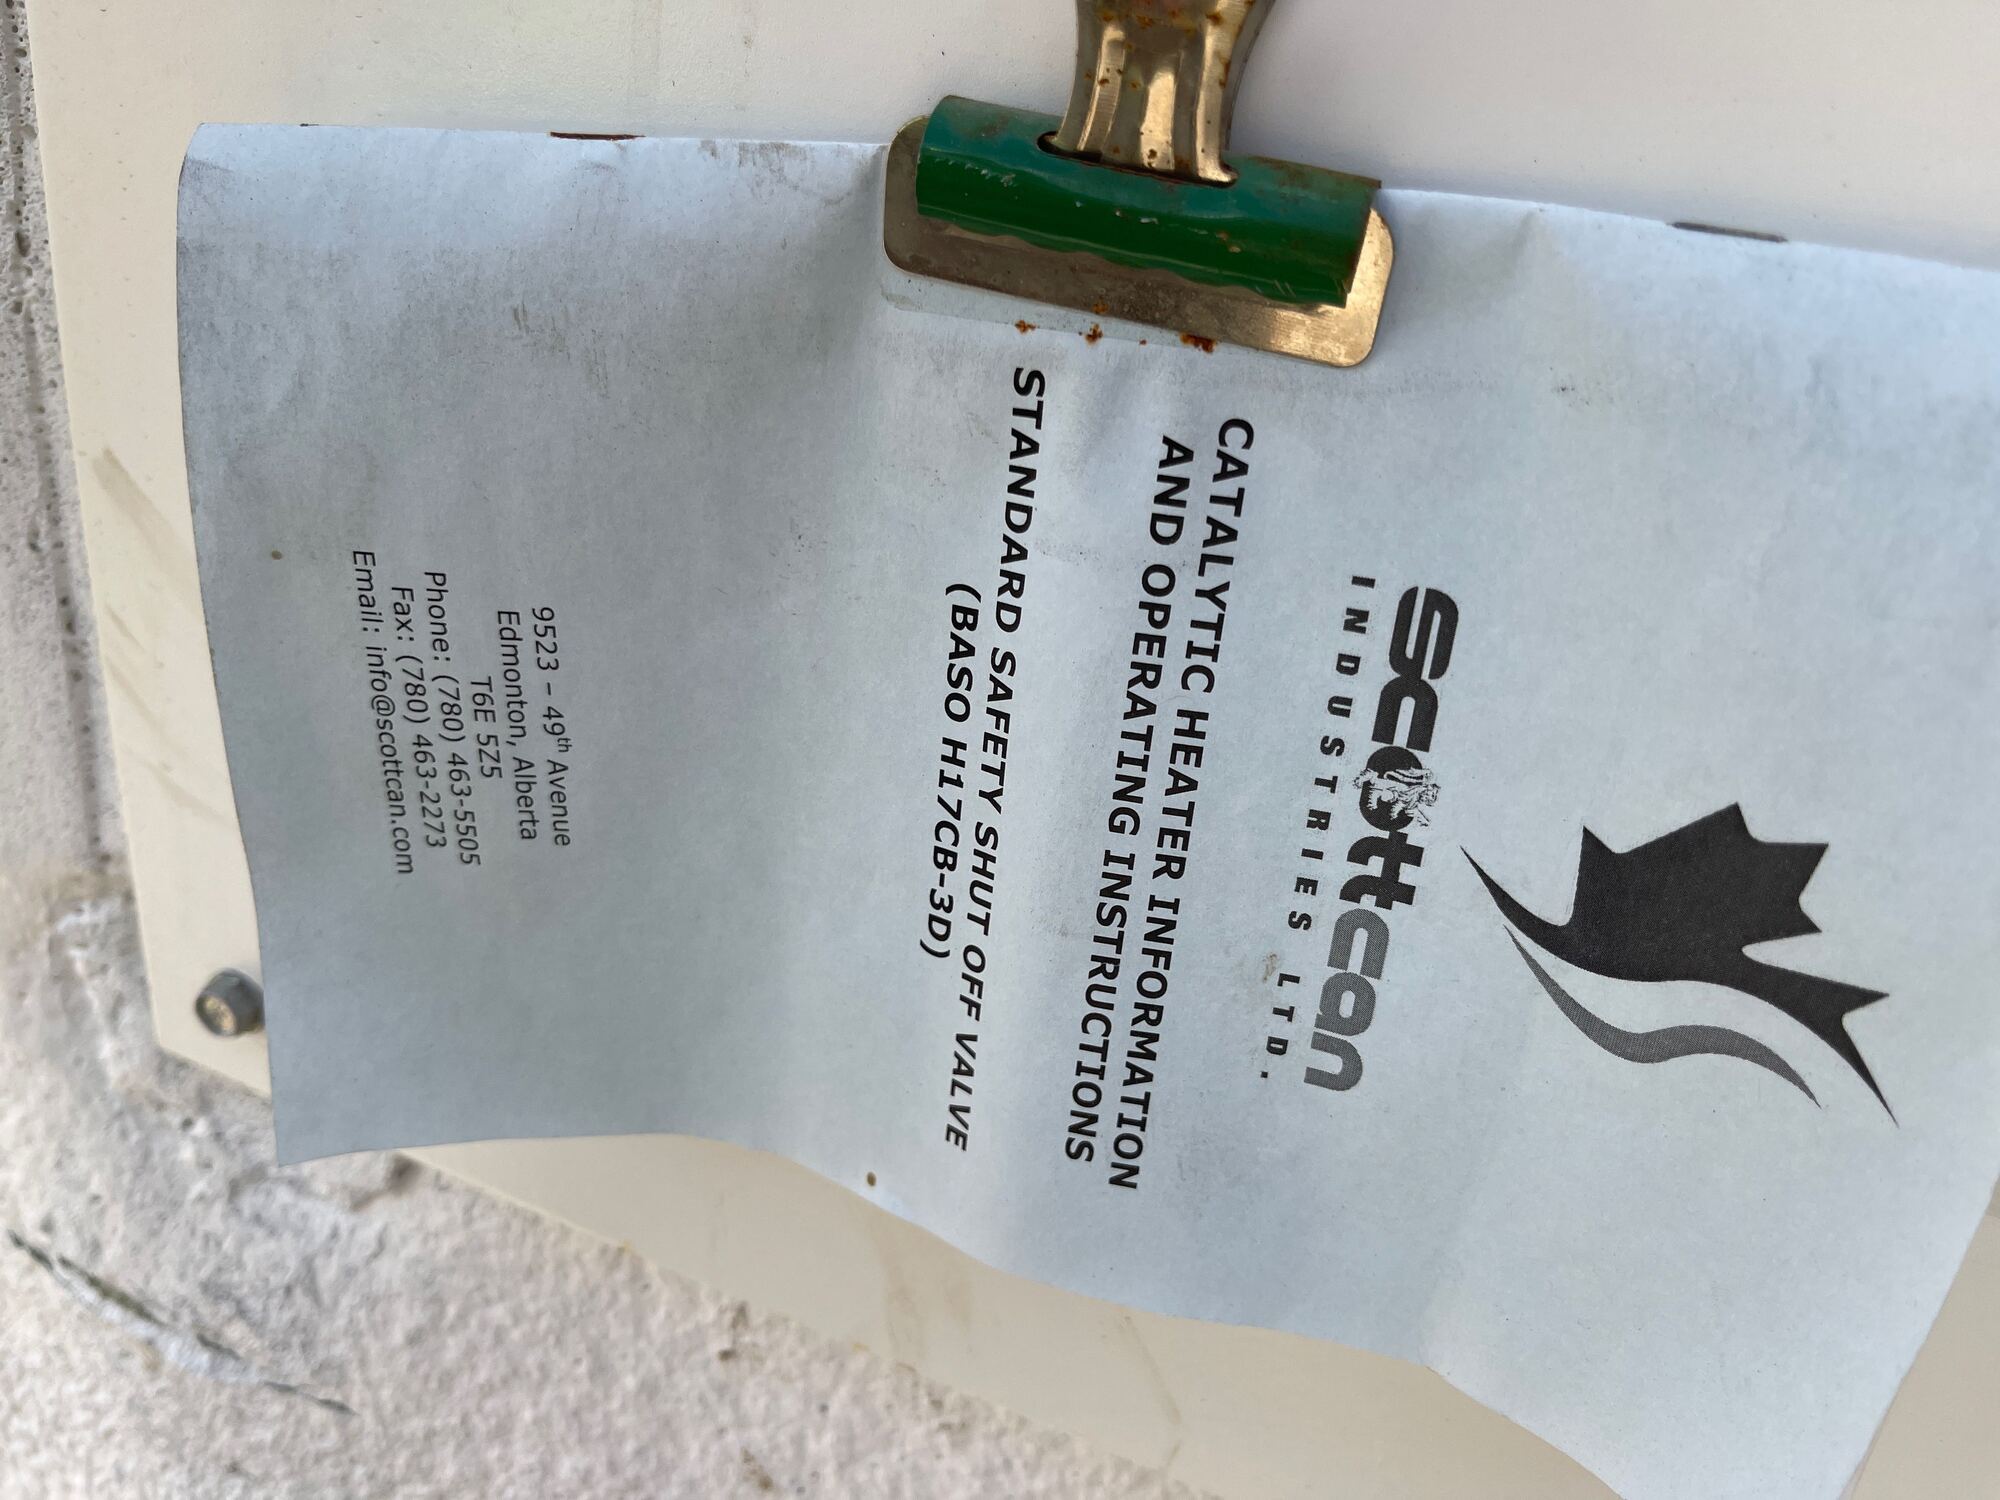 scottcan
INDUSTRIES LTD.
CATALYTIC HEATER INFORMATION
AND OPERATING INSTRUCTIONS
STANDARD SAFETY SHUT OFF VALVE
(BASO H17CB-3D)
9523 – 49th Avenue
Edmonton, Alberta
T6E 5Z5
Phone: (780) 463-5505
Fax: (780) 463-2273
Email: info@scottcan.com